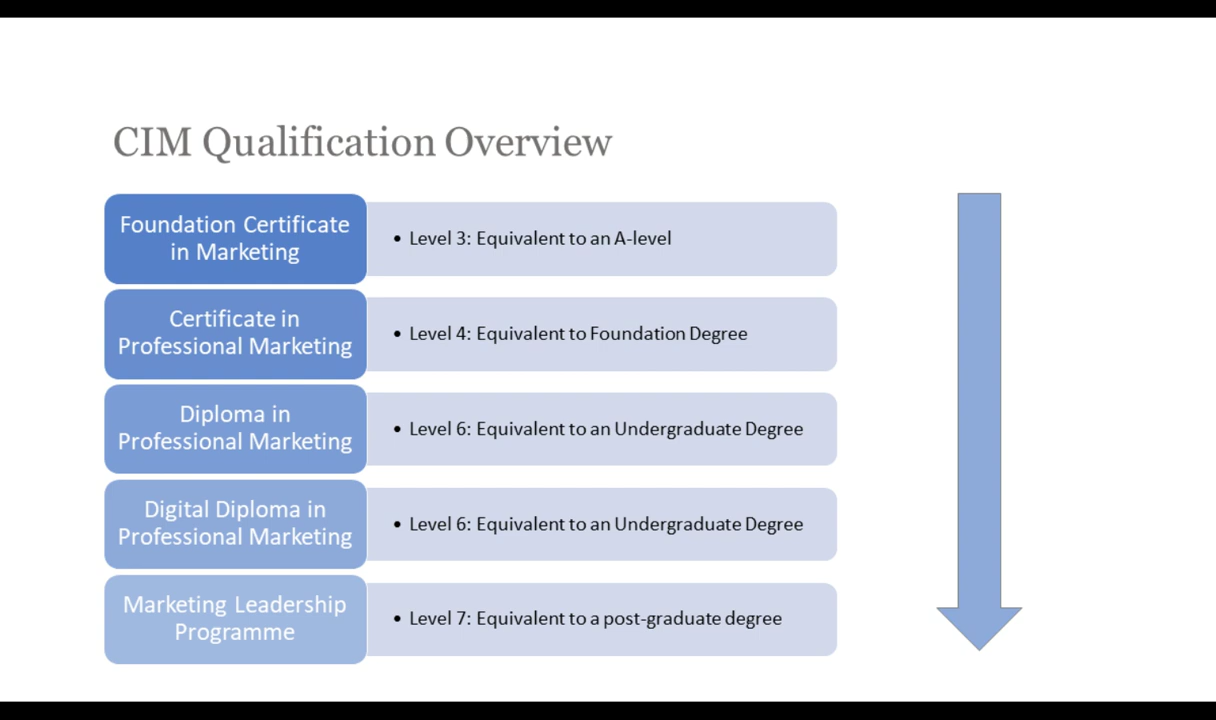 CIM Qualification Overview
Foundation Certificate
in Marketing
• Level 3: Equivalent to an A-level
Certificate in
Professional Marketing
• Level 4: Equivalent to Foundation Degree
Diploma in
Professional Marketing
• Level 6: Equivalent to an Undergraduate Degree
Digital Diploma in
Professional Marketing
• Level 6: Equivalent to an Undergraduate Degree
Marketing Leadership
Programme
• Level 7: Equivalent to a post-graduate degree